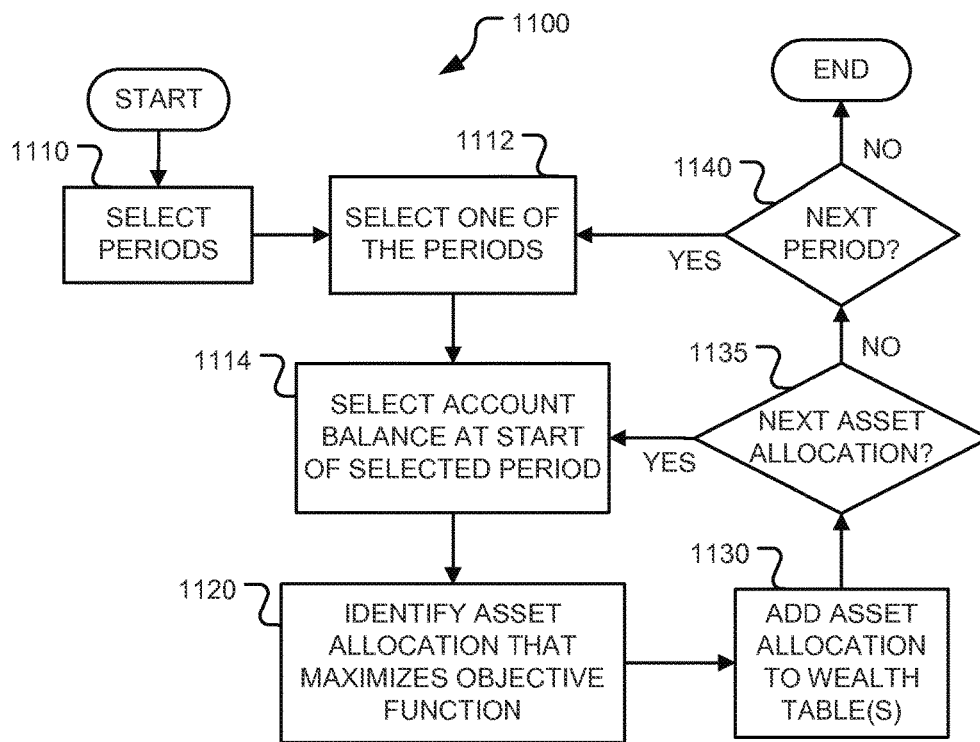 1100
START
END
1110
1112
NO
1140
SELECT
PERIODS
SELECT ONE OF
THE PERIODS
NEXT
PERIOD?
YES
1114
1135
NO
SELECT ACCOUNT
BALANCE AT START
OF SELECTED PERIOD
NEXT ASSET
ALLOCATION?
YES
1120
1130
IDENTIFY ASSET
ALLOCATION THAT
MAXIMIZES OBJECTIVE
FUNCTION
ADD ASSET
ALLOCATION
TO WEALTH
TABLE(S)